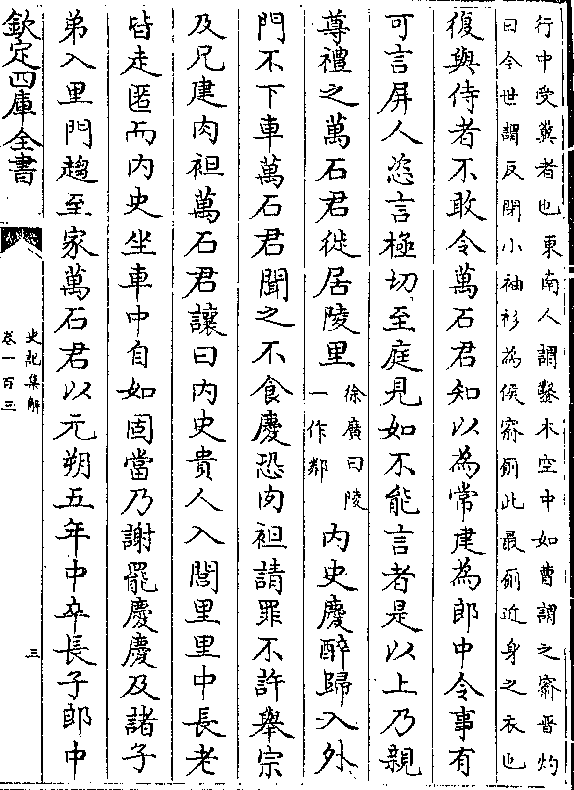 行中受糞者也東南人謂鑿木空中如曹謂之窬晉灼
曰今世謂反閉小袖衫為侯窬廁此最廁近身之衣也
復與侍者不敢令萬石君知以為常建為郎中令事有
可言屏人恣言極切至庭見如不能言者是以上乃親
尊禮之萬石君徙居陵里
徐廣曰陵
一作鄰
內史慶醉歸入外
門不下車萬石君聞之不食慶恐肉袒請罪不許舉宗
及兄建肉袒萬石君讓曰內史貴人入閭里里中長老
皆走匿而內史坐車中自如固當乃謝罷慶慶及諸子
弟入里門趨至家萬石君以元朔五年中卒長子郎中
欽定四庫全書
史記集解
卷一百三
三